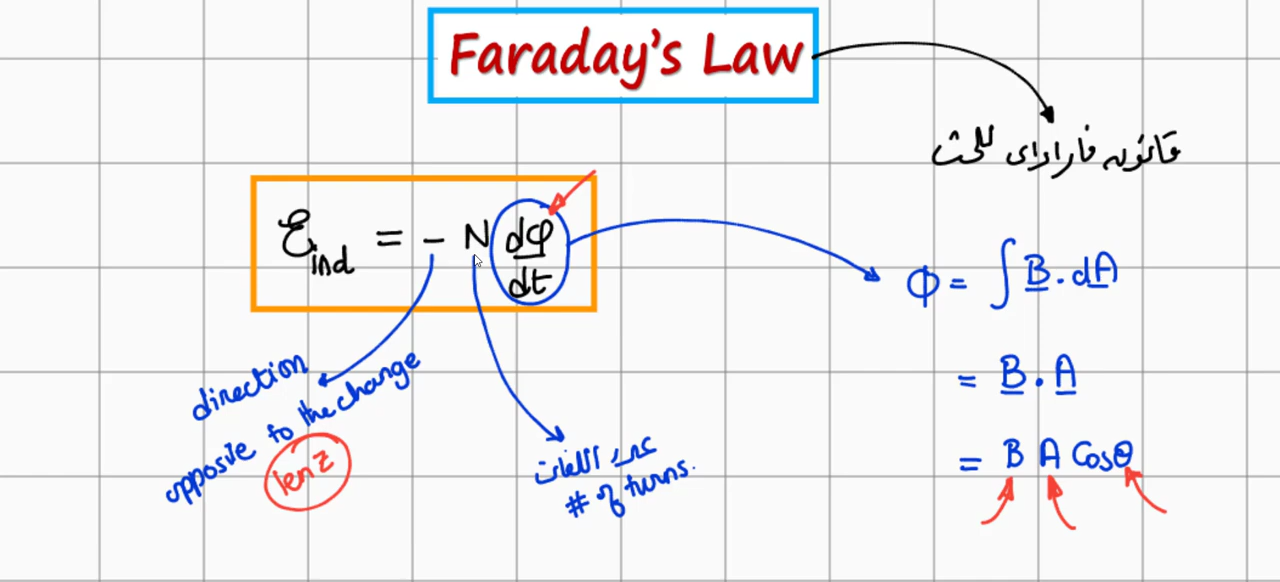 Faraday's Law
قانون فاراداى للحث
Ɛind = - N dφ/dt
Φ = ∫ B . dA
= B . A
= B A Cosθ
direction
opposite to the change
lenz
عدد اللفات
# of turns.